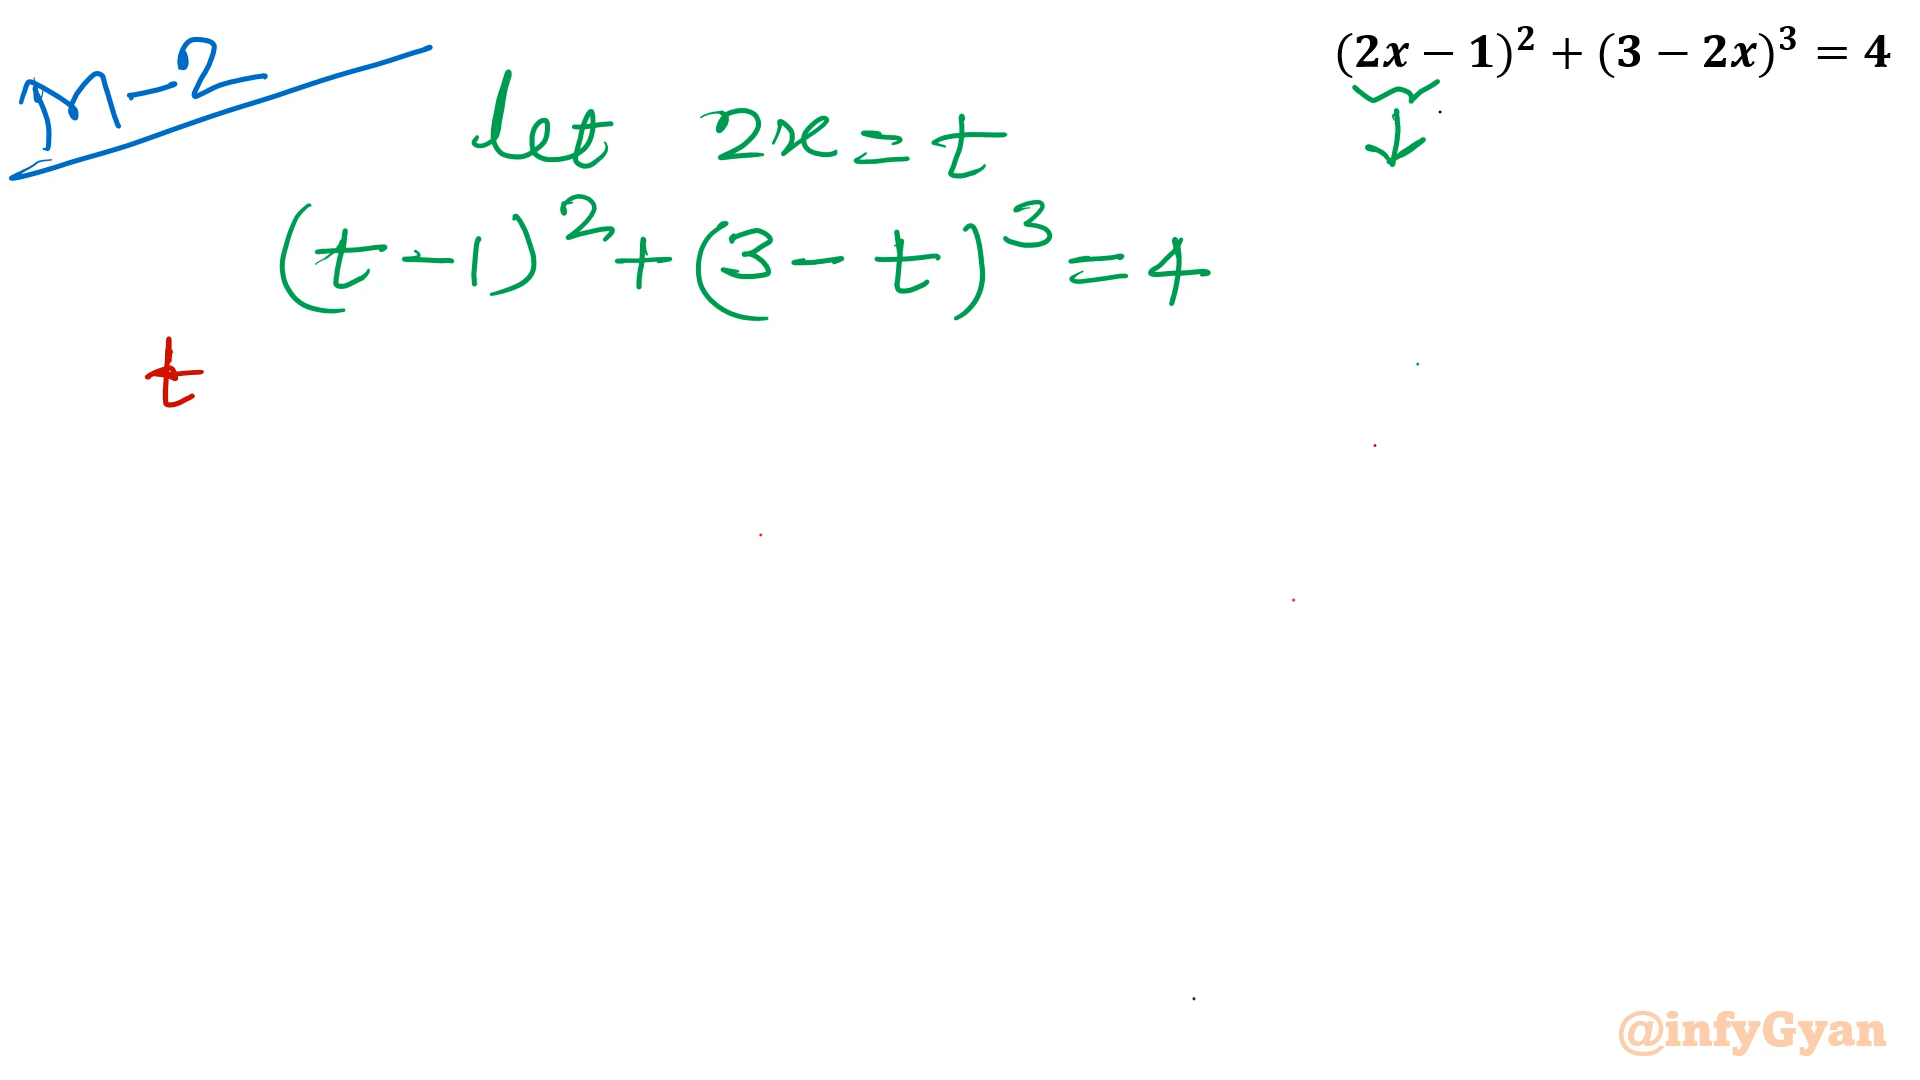 (2x − 1)² + (3 − 2x)³ = 4
M-2
let 2x = t
(t - 1)² + (3 - t)³ = 4
t
@infyGyan